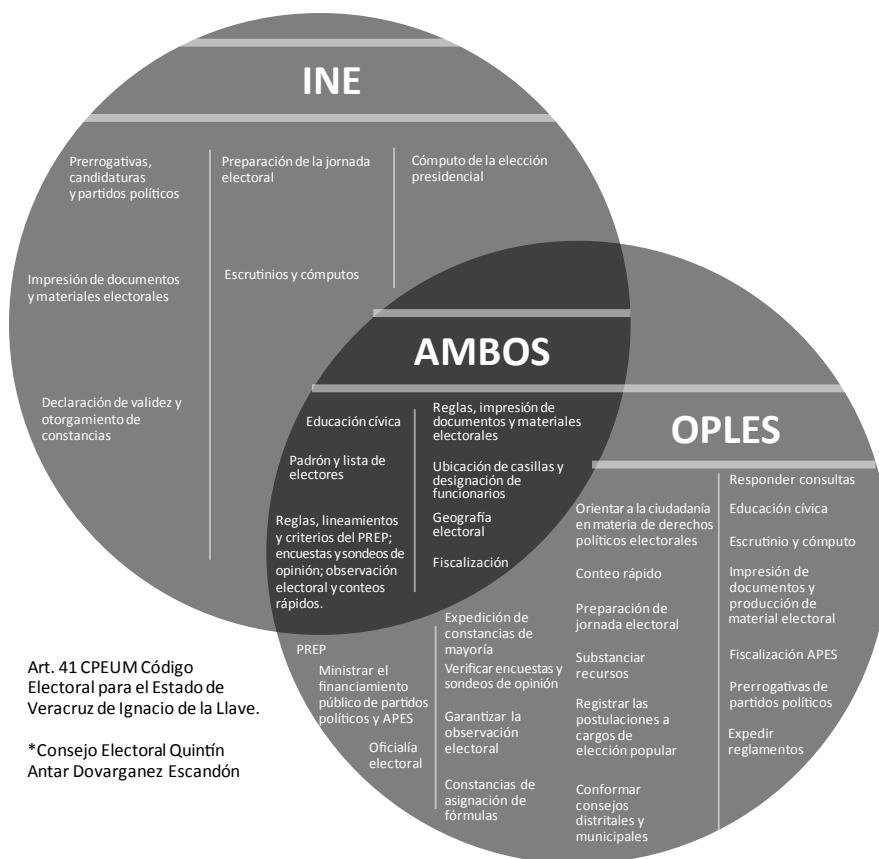 INE
Prerrogativas,
candidaturas
y partidos políticos
Impresión de documentos
y materiales electorales
Declaración de validez y
otorgamiento de
constancias
Preparación de la jornada
electoral
Escrutinios y cómputos
Cómputo de la elección
presidencial
AMBOS
Educación cívica
Padrón y lista de
electores
Reglas, lineamientos
y criterios del PREP;
encuestas y sondeos de
opinión; observación
electoral y conteos
rápidos.
Reglas, impresión de
documentos y materiales
electorales
Ubicación de casillas y
designación de
funcionarios
Geografía
electoral
Fiscalización
OPLES
PREP
Ministrar el
financiamiento
público de partidos
políticos y APES
Oficialía
electoral
Expedición de
constancias de
mayoría
Verificar encuestas y
sondeos de opinión
Garantizar la
observación
electoral
Constancias de
asignación de
fórmulas
Orientar a la ciudadanía
en materia de derechos
políticos electorales
Conteo rápido
Preparación de
jornada electoral
Substanciar
recursos
Registrar las
postulaciones a
cargos de
elección popular
Conformar
consejos
distritales y
municipales
Responder consultas
Educación cívica
Escrutinio y cómputo
Impresión de
documentos y
producción de
material electoral
Fiscalización APES
Prerrogativas de
partidos políticos
Expedir
reglamentos
Art. 41 CPEUM Código
Electoral para el Estado de
Veracruz de Ignacio de la Llave.
*Consejo Electoral Quintín
Antar Dovarganez Escandón